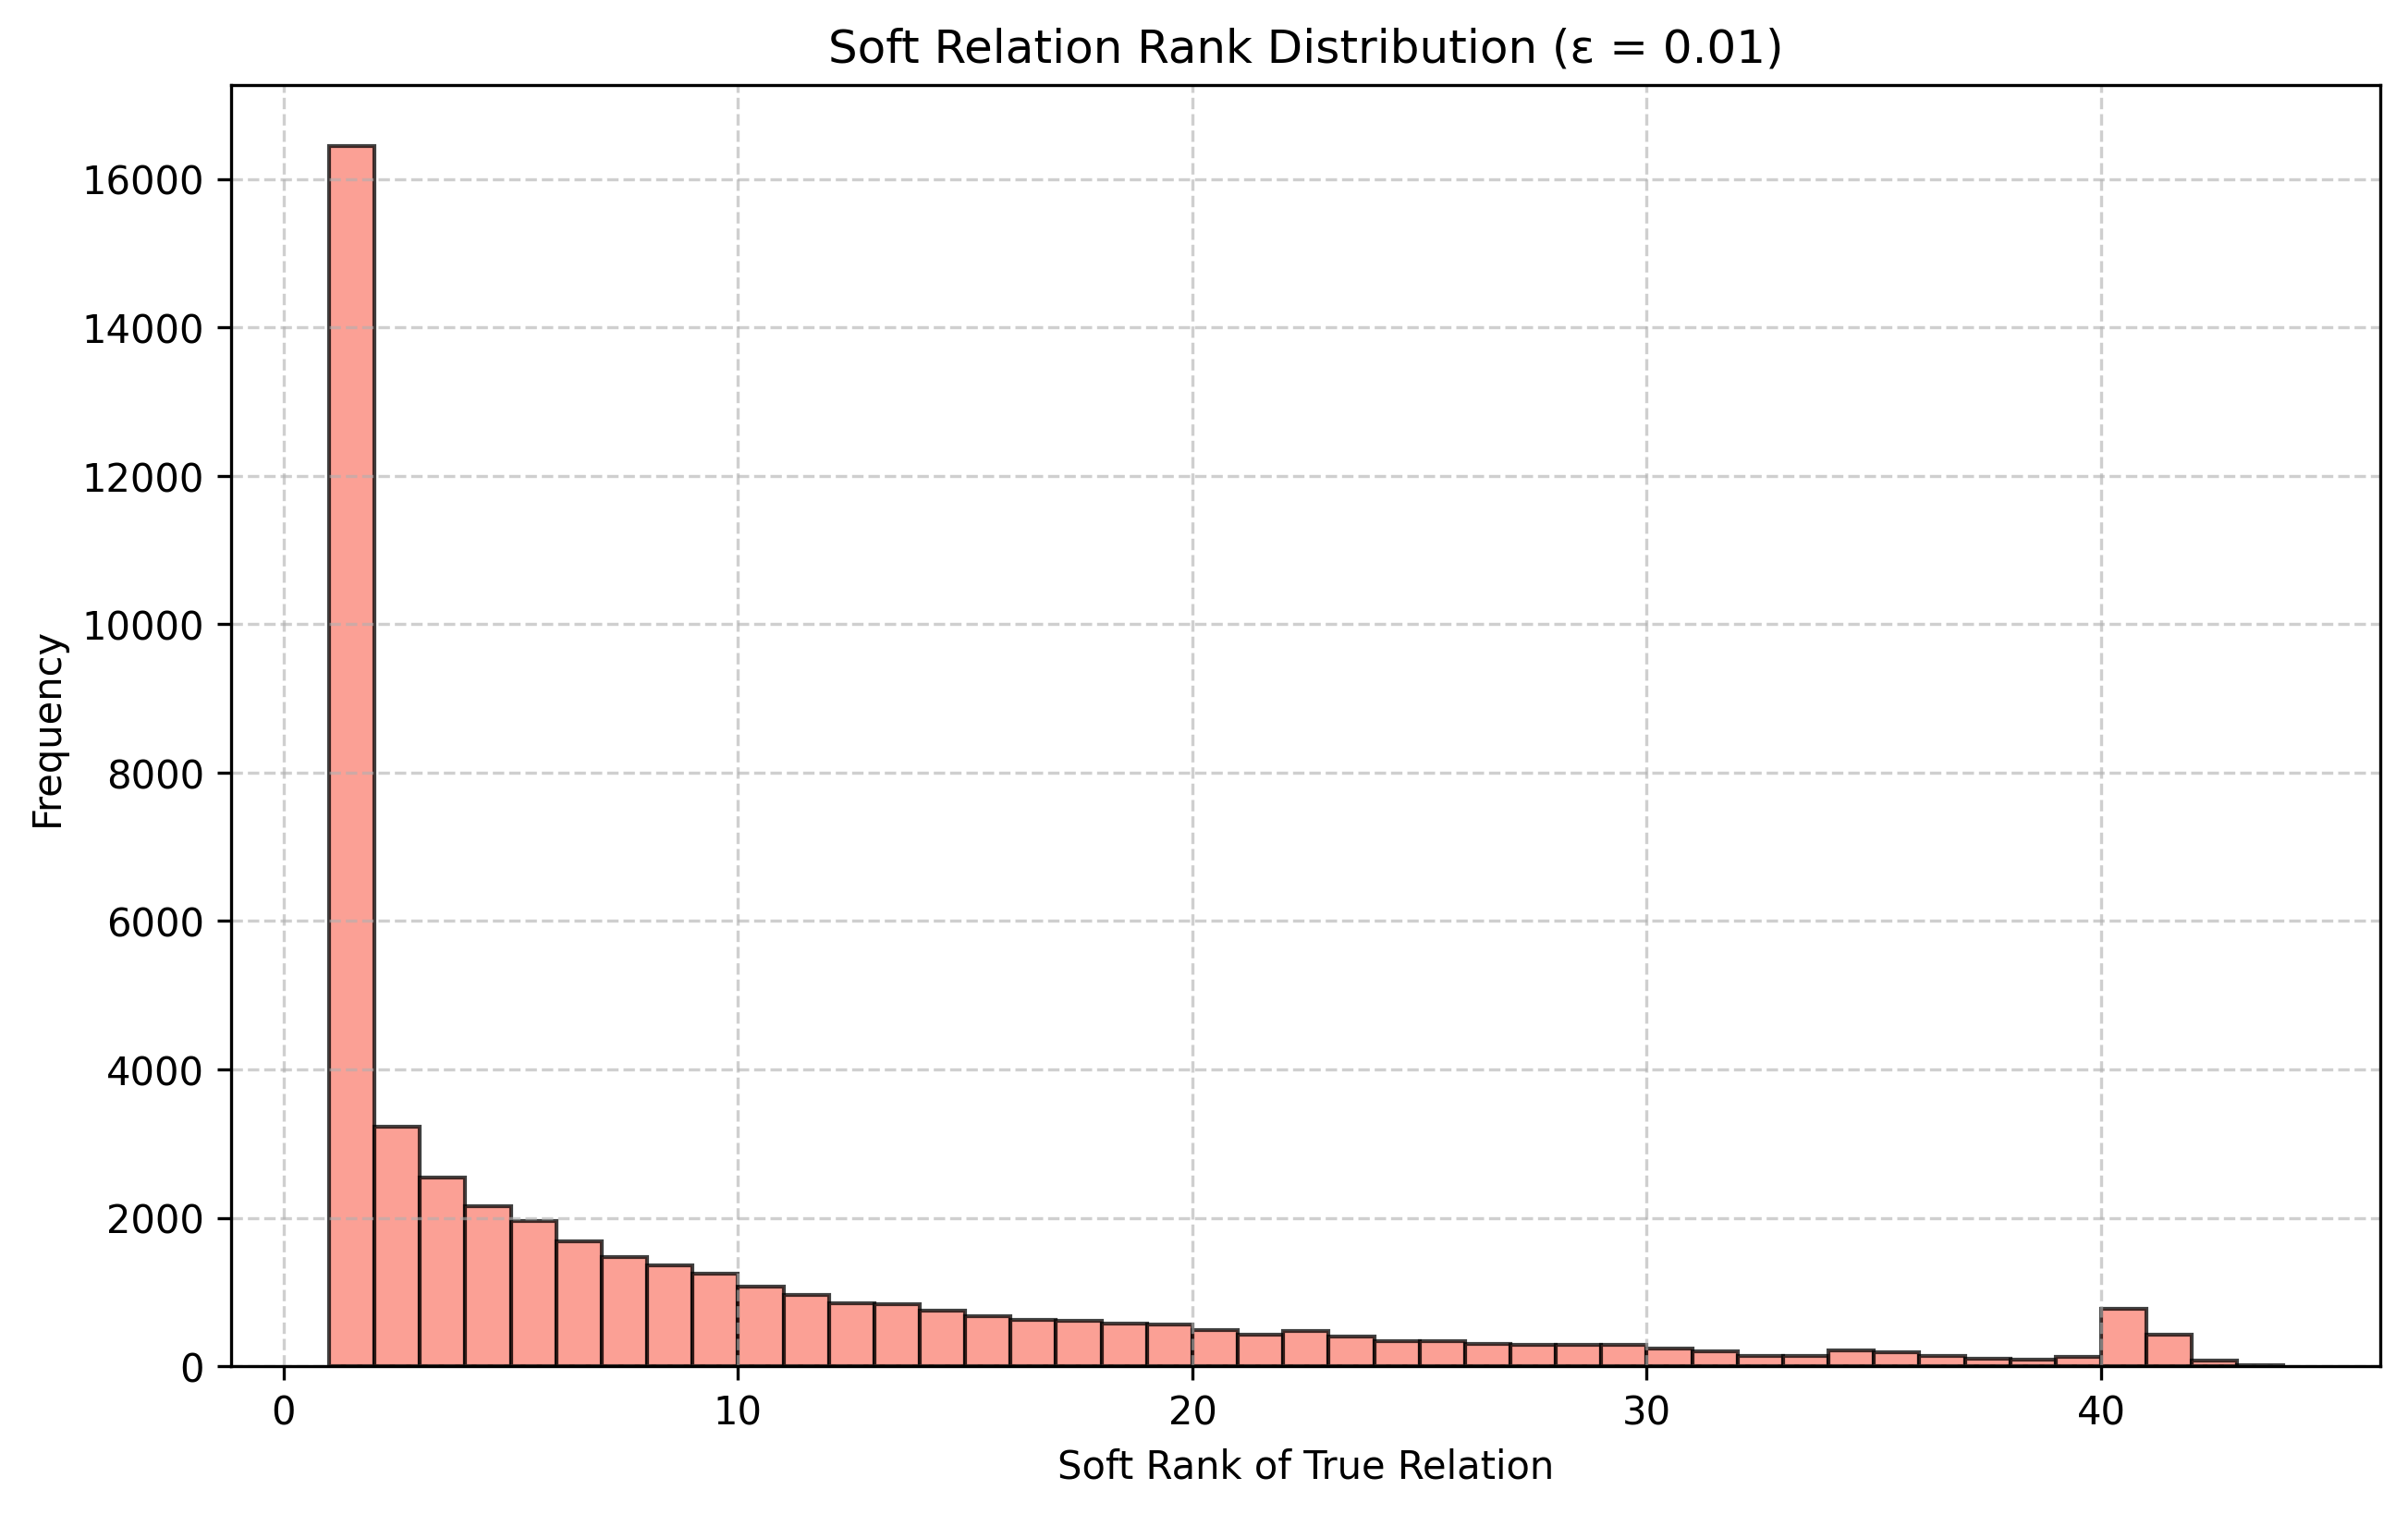 Soft Relation Rank Distribution (ε = 0.01)
Frequency
16000
14000
12000
10000
8000
6000
4000
2000
0
0 10 20 30 40
Soft Rank of True Relation